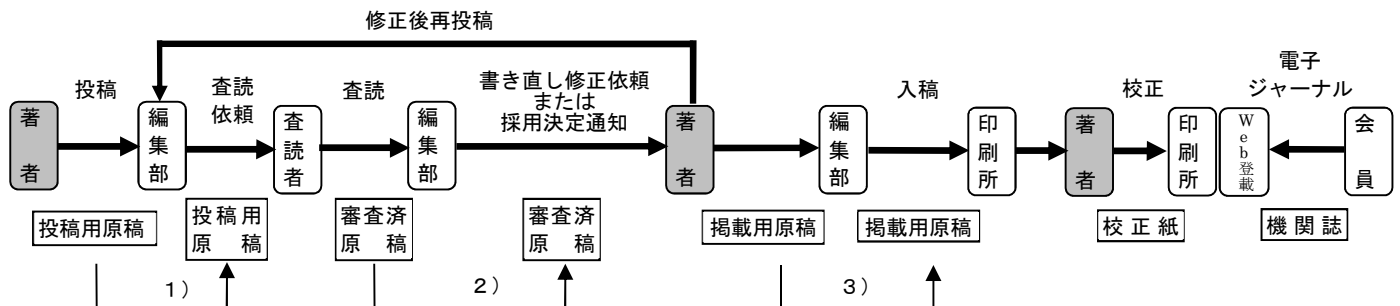 修正後再投稿
投稿
査読
依頼
査読
書き直し修正依頼
または
採用決定通知
入稿
校正
電子
ジャーナル
著者
編集部
査読者
編集部
著者
編集部
印刷所
著者
印刷所
Web登載
会員
投稿用原稿
投稿用
原稿
審査済
原稿
審査済
原稿
掲載用原稿
掲載用原稿
校正紙
機関誌
1）
2）
3）